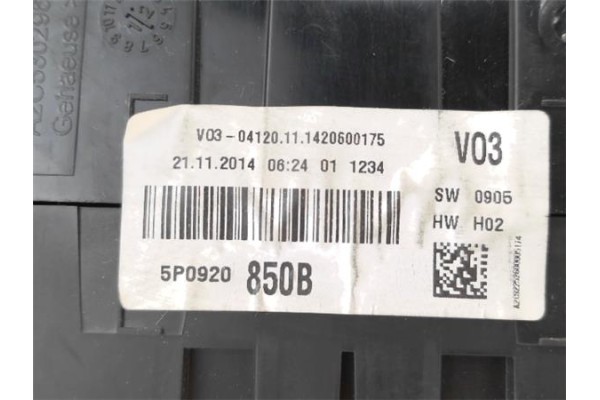 Gehaeuse >
V03-04120.11.1420600175
21.11.2014 06:24 01 1234
V03
SW 0905
HW H02
5P0920 850B